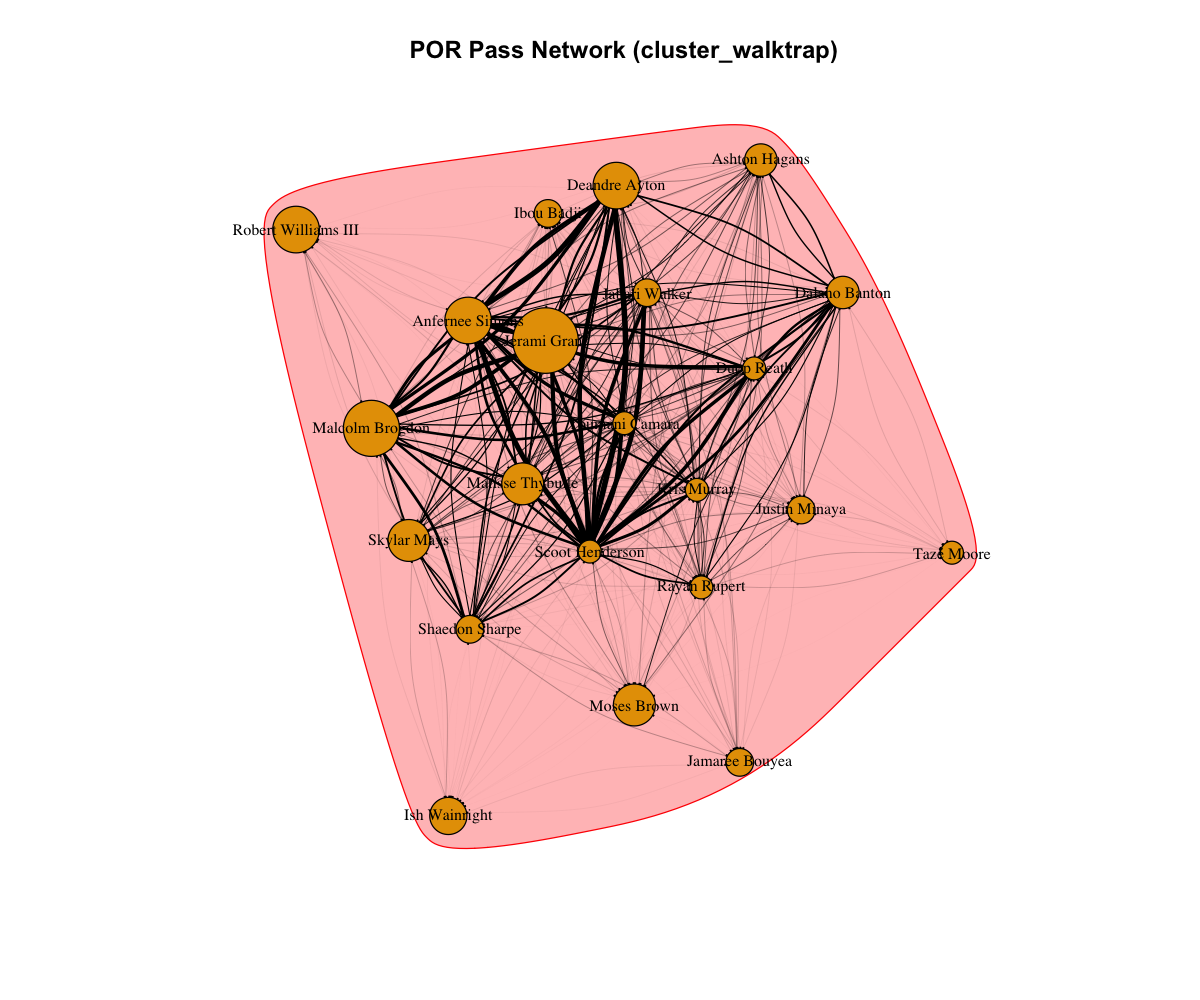 POR Pass Network (cluster_walktrap)
Ashton Hagans
Deandre Ayton
Ibou Badji
Robert Williams III
Jabari Walker
Dalano Banton
Anfernee Simons
Jerami Grant
Duop Reath
Malcolm Brogdon
Toumani Camara
Matisse Thybulle
Kris Murray
Justin Minaya
Skylar Mays
Scoot Henderson
Taze Moore
Rayan Rupert
Shaedon Sharpe
Moses Brown
Jamaree Bouyea
Ish Wainright